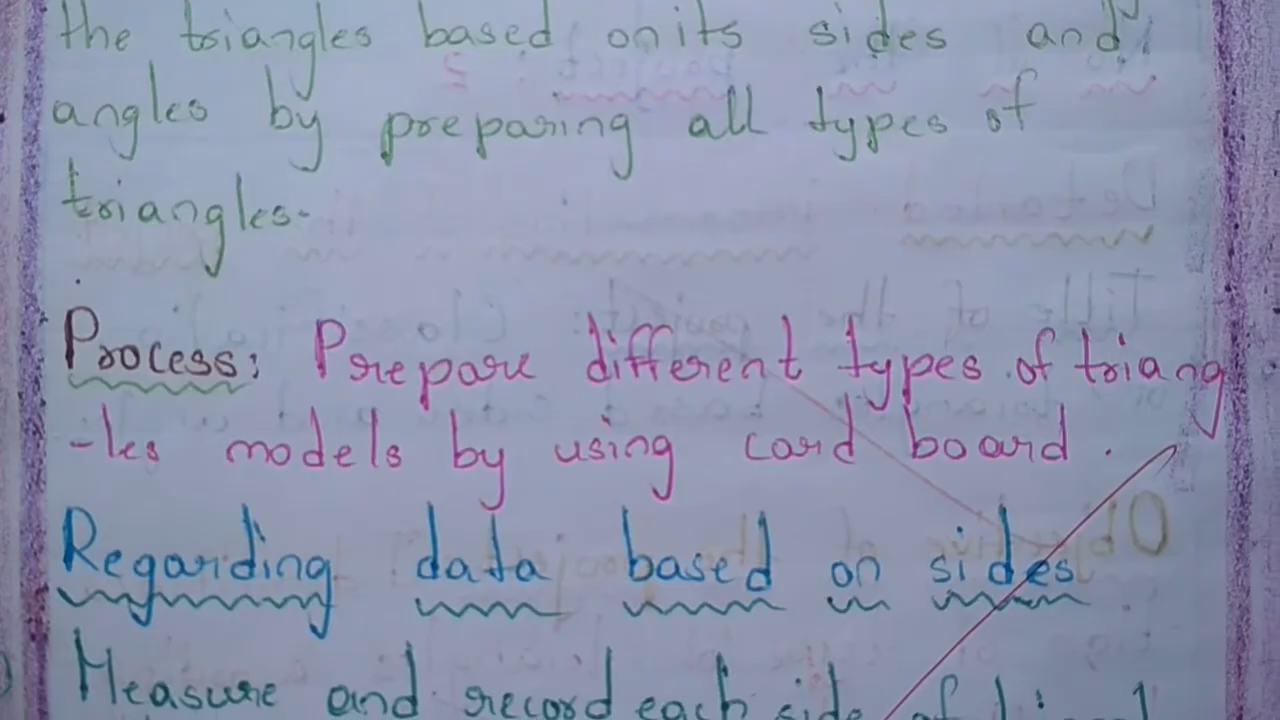 the triangles based on its sides and
angles by preparing all types of
triangles.
Process: Prepare different types of triang
-les models by using card board.
Regarding data based on sides
Measure and record each side of